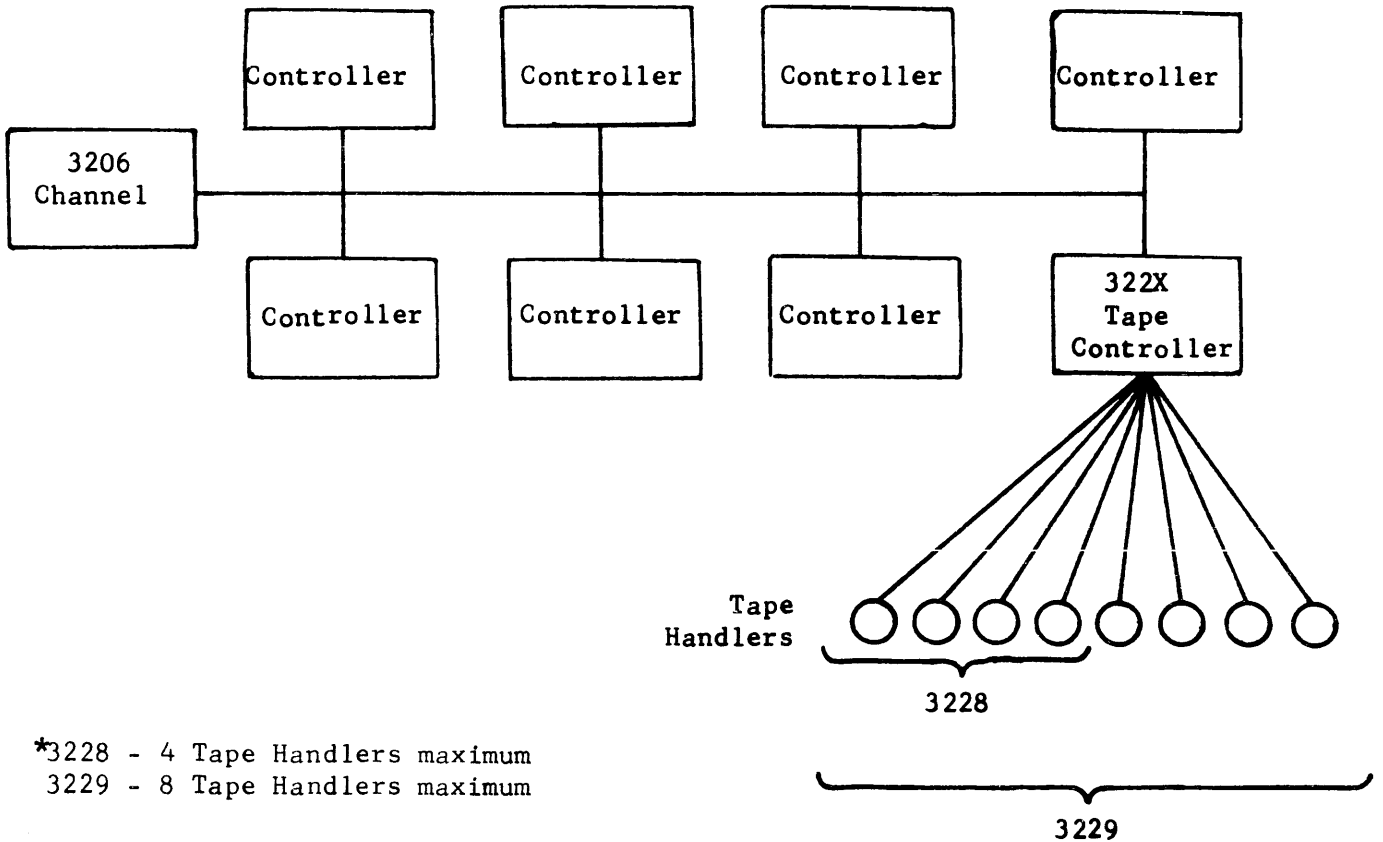 Controller
Controller
Controller
Controller
3206
Channel
Controller
Controller
Controller
322X
Tape
Controller
Tape
Handlers
3228
*3228 - 4 Tape Handlers maximum
3229 - 8 Tape Handlers maximum
3229